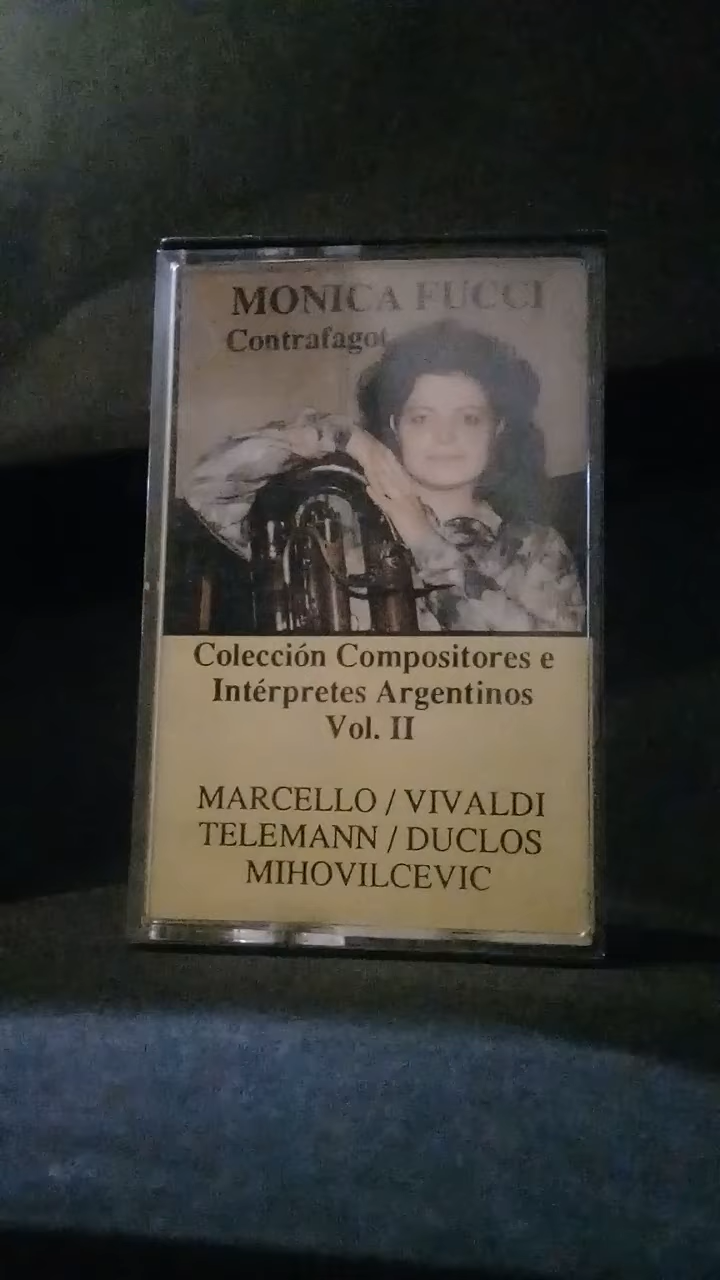 MONICA FUCCI
Contrafagot
Colección Compositores e
Intérpretes Argentinos
Vol. II
MARCELLO / VIVALDI
TELEMANN / DUCLOS
MIHOVILCEVIC